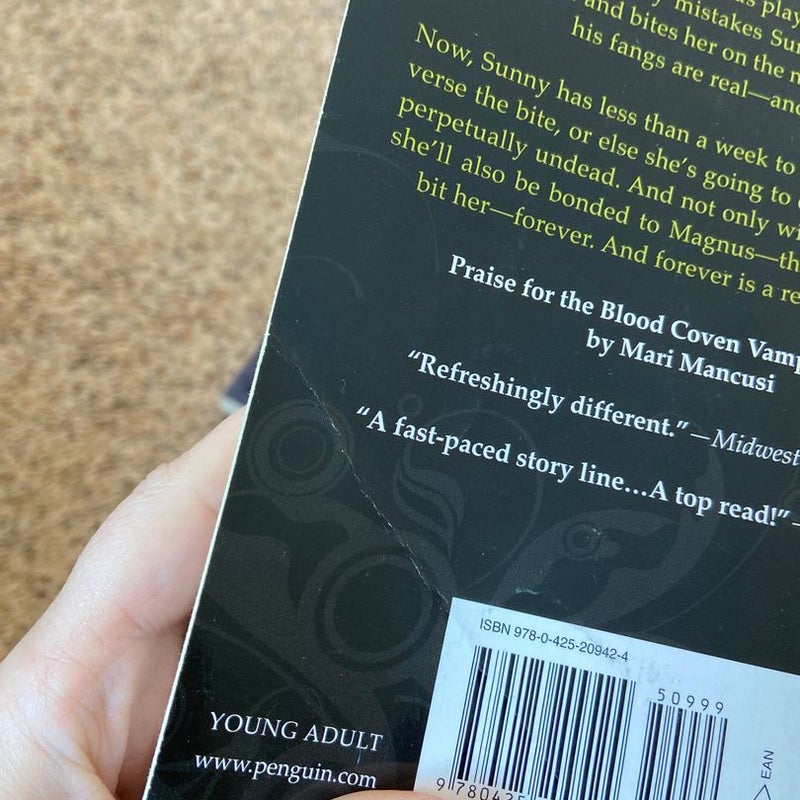 play
mistakes Sun
and bites her on the n
his fangs are real—and
Now, Sunny has less than a week to
verse the bite, or else she's going to
perpetually undead. And not only wi
she'll also be bonded to Magnus—th
bit her—forever. And forever is a re
Praise for the Blood Coven Vamp
by Mari Mancusi
“Refreshingly different.” —Midwest
“A fast-paced story line…A top read!” —
ISBN 978-0-425-20942-4
50999
EAN
9 780425
YOUNG ADULT
www.penguin.com